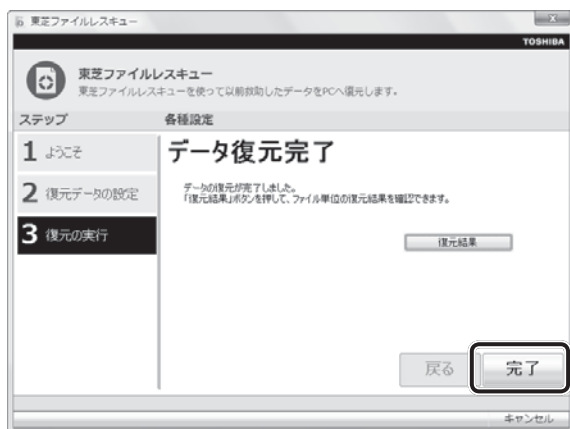 東芝ファイルレスキュー
TOSHIBA
東芝ファイルレスキュー
東芝ファイルレスキューを使って以前救助したデータをPCへ復元します。
ステップ
各種設定
1 ようこそ
2 復元データの設定
3 復元の実行
データ復元完了
データの復元が完了しました。
「復元結果」ボタンを押して、ファイル単位の復元結果を確認できます。
復元結果
戻る
完了
キャンセル